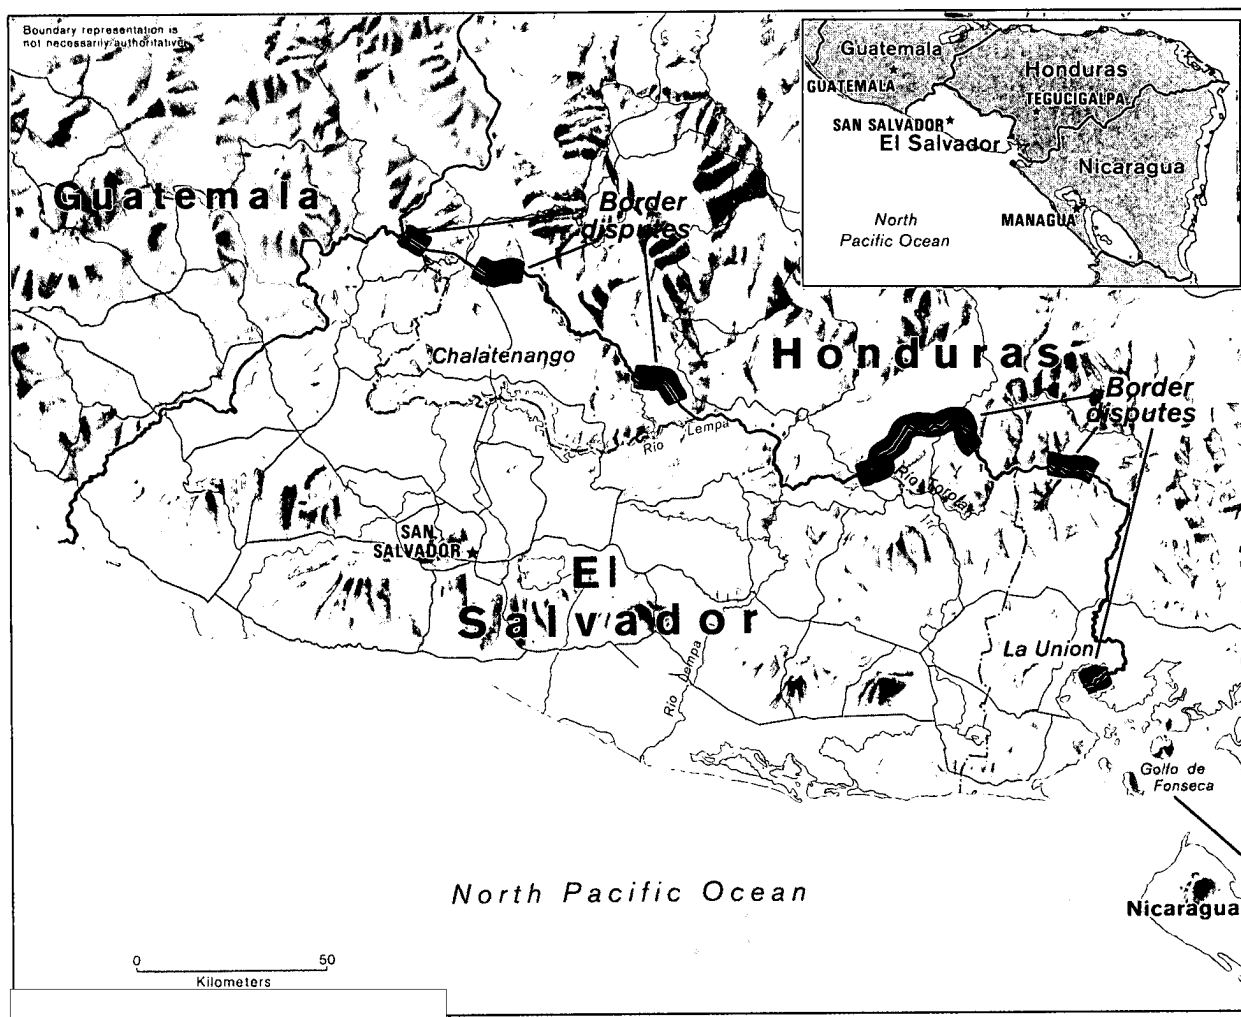 Boundary representation is
not necessarily authoritative
Guatemala
Border
disputes
Chalatenango
Rio Lempa
Honduras
Border
disputes
Rio Torola
SAN
SALVADOR
El
Salvador
La Union
Rio Lempa
Golfo de
Fonseca
North Pacific Ocean
Nicaragua
0 50
Kilometers
Guatemala
GUATEMALA
Honduras
TEGUCIGALPA
SAN SALVADOR
El Salvador
Nicaragua
MANAGUA
North
Pacific Ocean